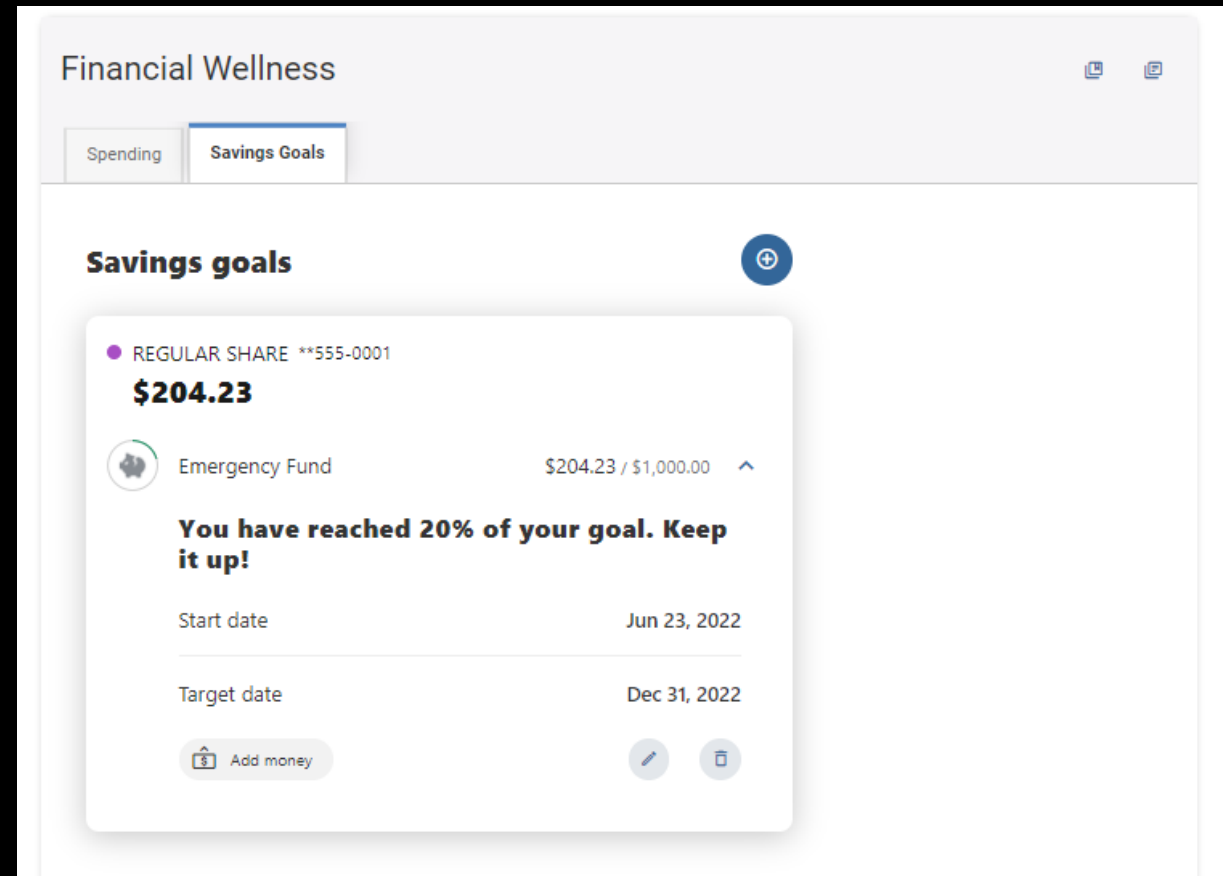 Financial Wellness
Spending
Savings Goals
Savings goals
REGULAR SHARE **555-0001
$204.23
Emergency Fund $204.23 / $1,000.00
You have reached 20% of your goal. Keep
it up!
Start date Jun 23, 2022
Target date Dec 31, 2022
$ Add money